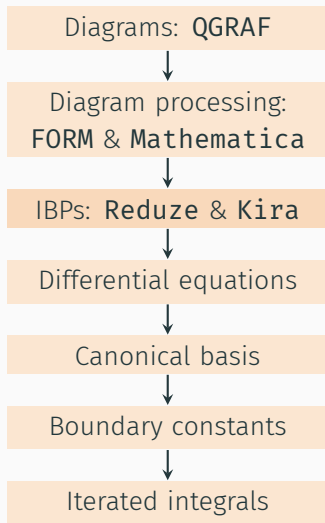 Diagrams: QGRAF
Diagram processing:
FORM & Mathematica
IBPs: Reduze & Kira
Differential equations
Canonical basis
Boundary constants
Iterated integrals